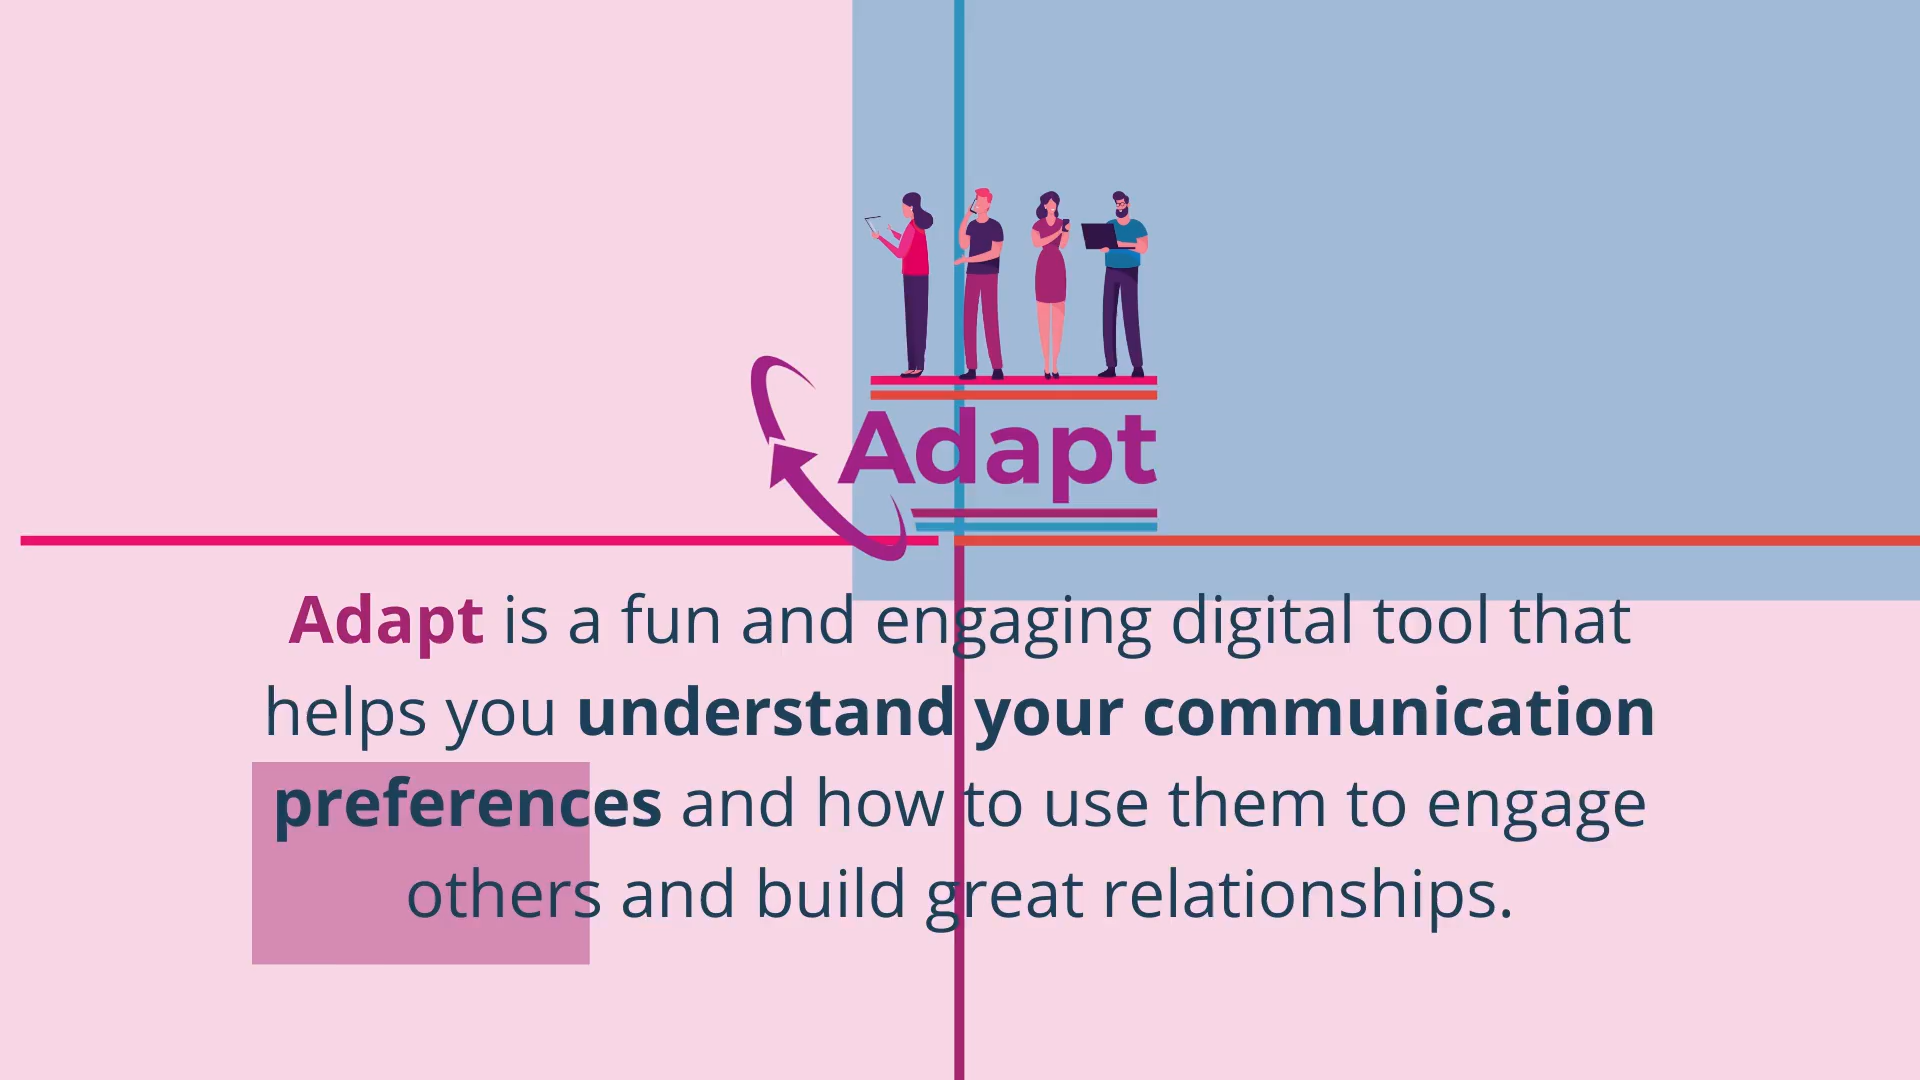 Adapt
Adapt is a fun and engaging digital tool that
helps you understand your communication
preferences and how to use them to engage
others and build great relationships.